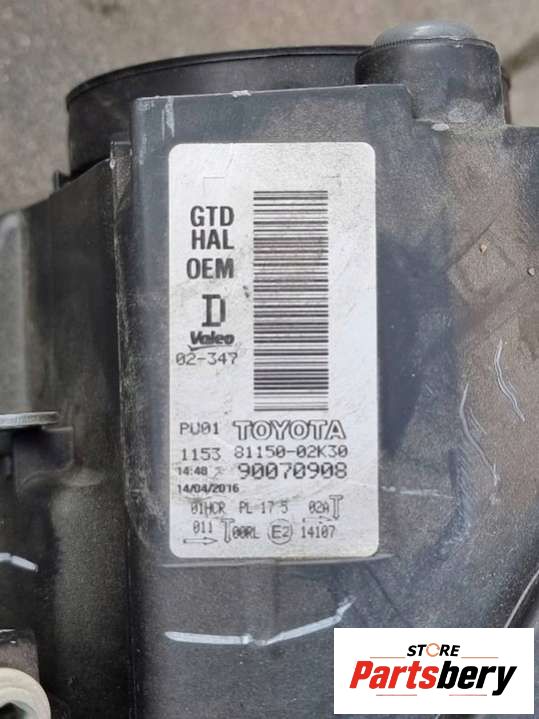 GTD
HAL
OEM
D
Valeo
02-347
PU01 TOYOTA
1153 81150-02K30
14:48 90070908
14/04/2016
01HCR PL 17 5 02A T
011 T 00RL E2 14107
STORE
Partsbery